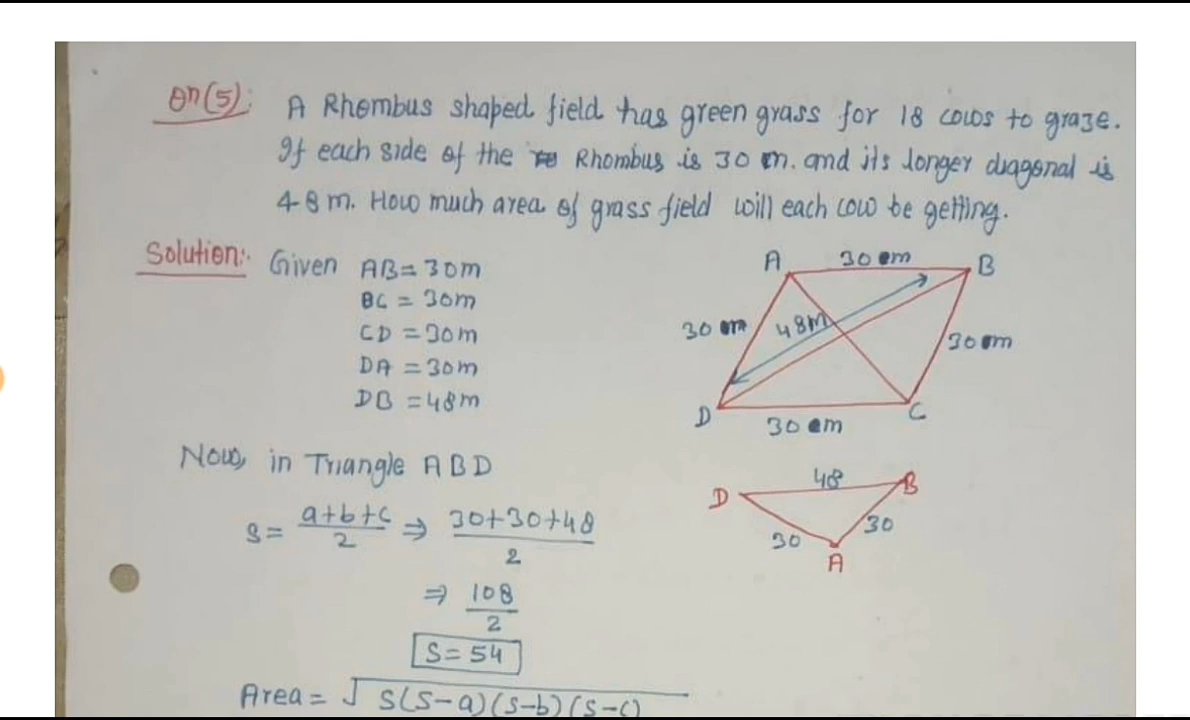 Qn(5): A Rhombus shaped field has green grass for 18 cows to graze.
If each side of the Rhombus is 30 m. and its longer diagonal is
48 m. How much area of grass field will each cow be getting.
Solution:- Given AB = 30m
BC = 30m
CD = 30m
DA = 30m
DB = 48m
A 30 m B
30 m 48M 30 m
D 30 m C
Now, in Triangle ABD
S = a+b+c/2 ⇒ 30+30+48/2
⇒ 108/2
S = 54
D 48 B
30 30
A
Area = √s(s-a)(s-b)(s-c)